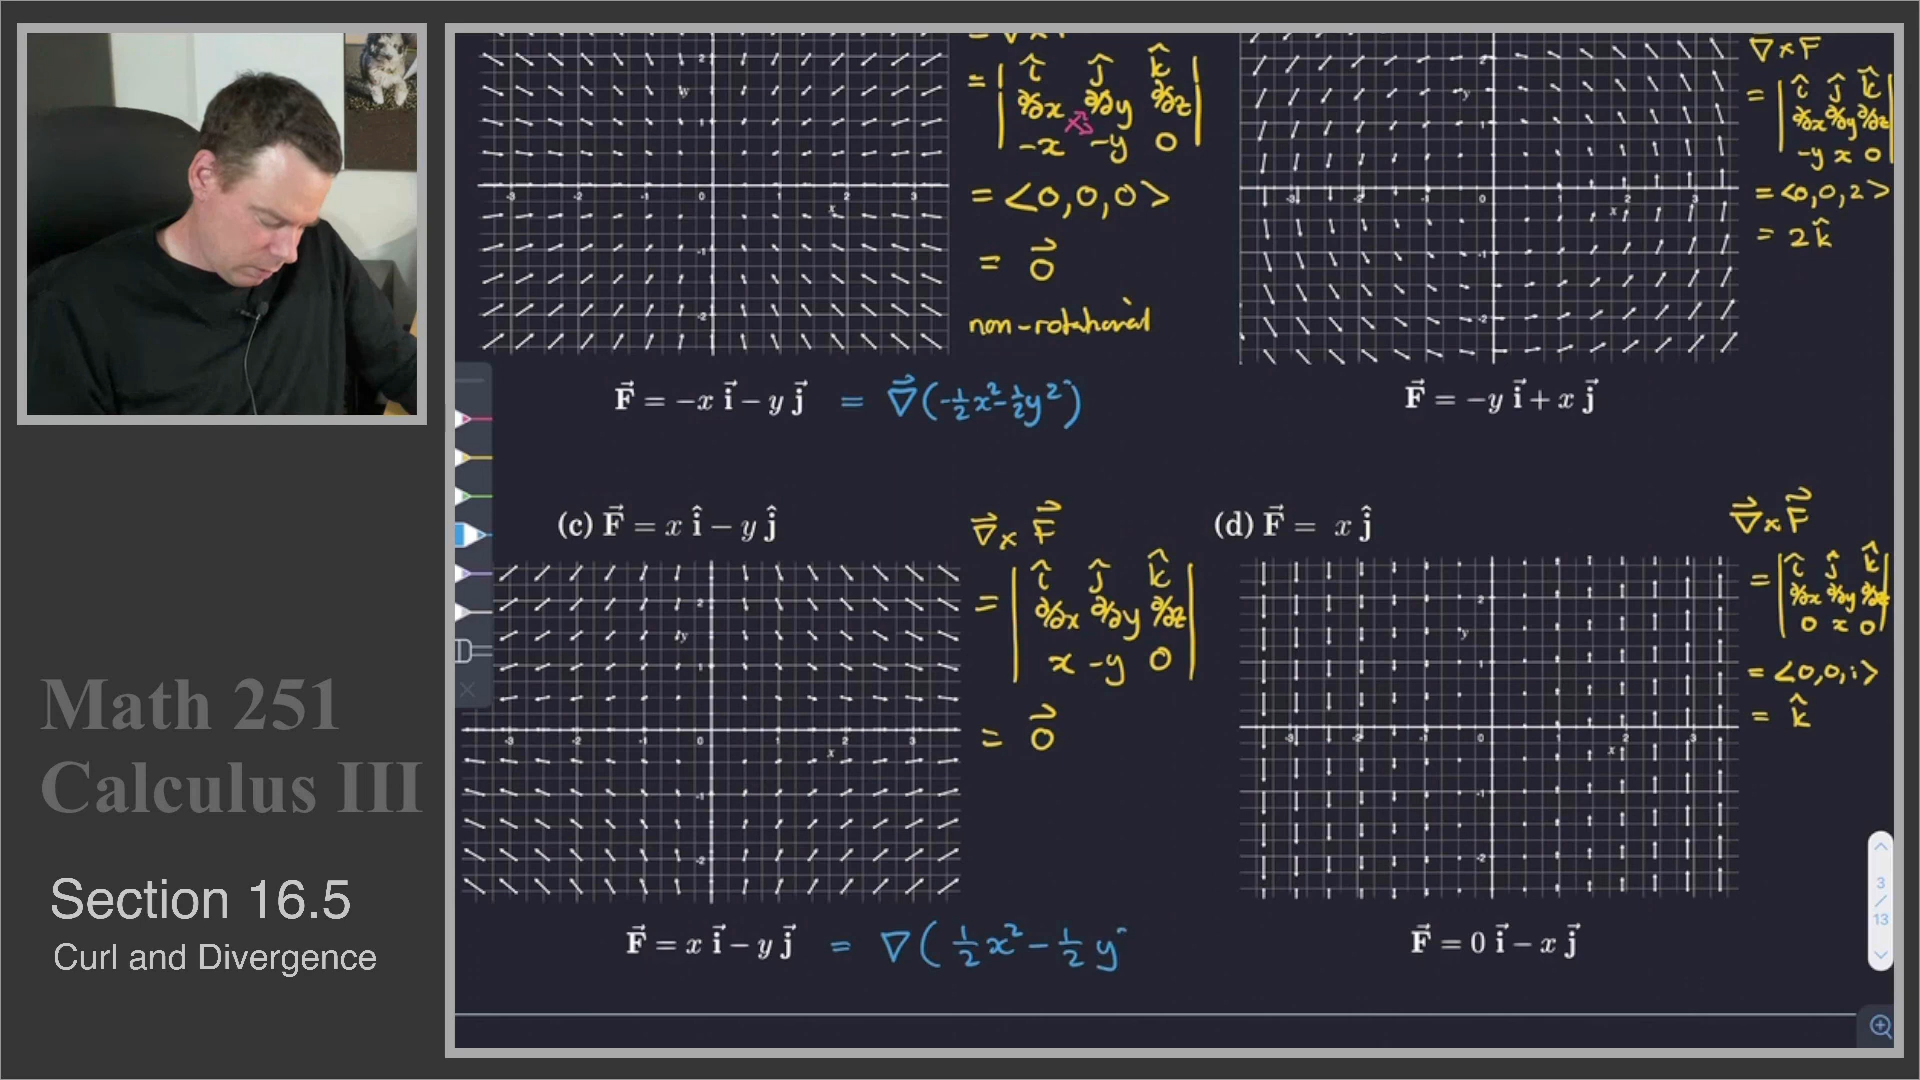 = ∇ × F
= | î ĵ k̂ |
| ∂/∂x ∂/∂y ∂/∂z |
| -x -y 0 |
= <0,0,0>
= 0⃗
non-rotational
F⃗ = −x i⃗ − y j⃗ = ∇⃗(-½x²-½y²)
∇ × F
= | î ĵ k̂ |
| ∂/∂x ∂/∂y ∂/∂z |
| -y x 0 |
= <0,0,2>
= 2k̂
F⃗ = −y i⃗ + x j⃗
(c) F⃗ = x î − y ĵ
∇⃗ × F⃗
= | î ĵ k̂ |
| ∂/∂x ∂/∂y ∂/∂z |
| x -y 0 |
= 0⃗
F⃗ = x i⃗ − y j⃗ = ∇(½x² - ½y
(d) F⃗ = x ĵ
∇⃗ × F⃗
= | î ĵ k̂ |
| ∂/∂x ∂/∂y ∂/∂z |
| 0 x 0 |
= <0,0,1>
= k̂
F⃗ = 0 i⃗ − x j⃗
3
/
13
Math 251
Calculus III
Section 16.5
Curl and Divergence